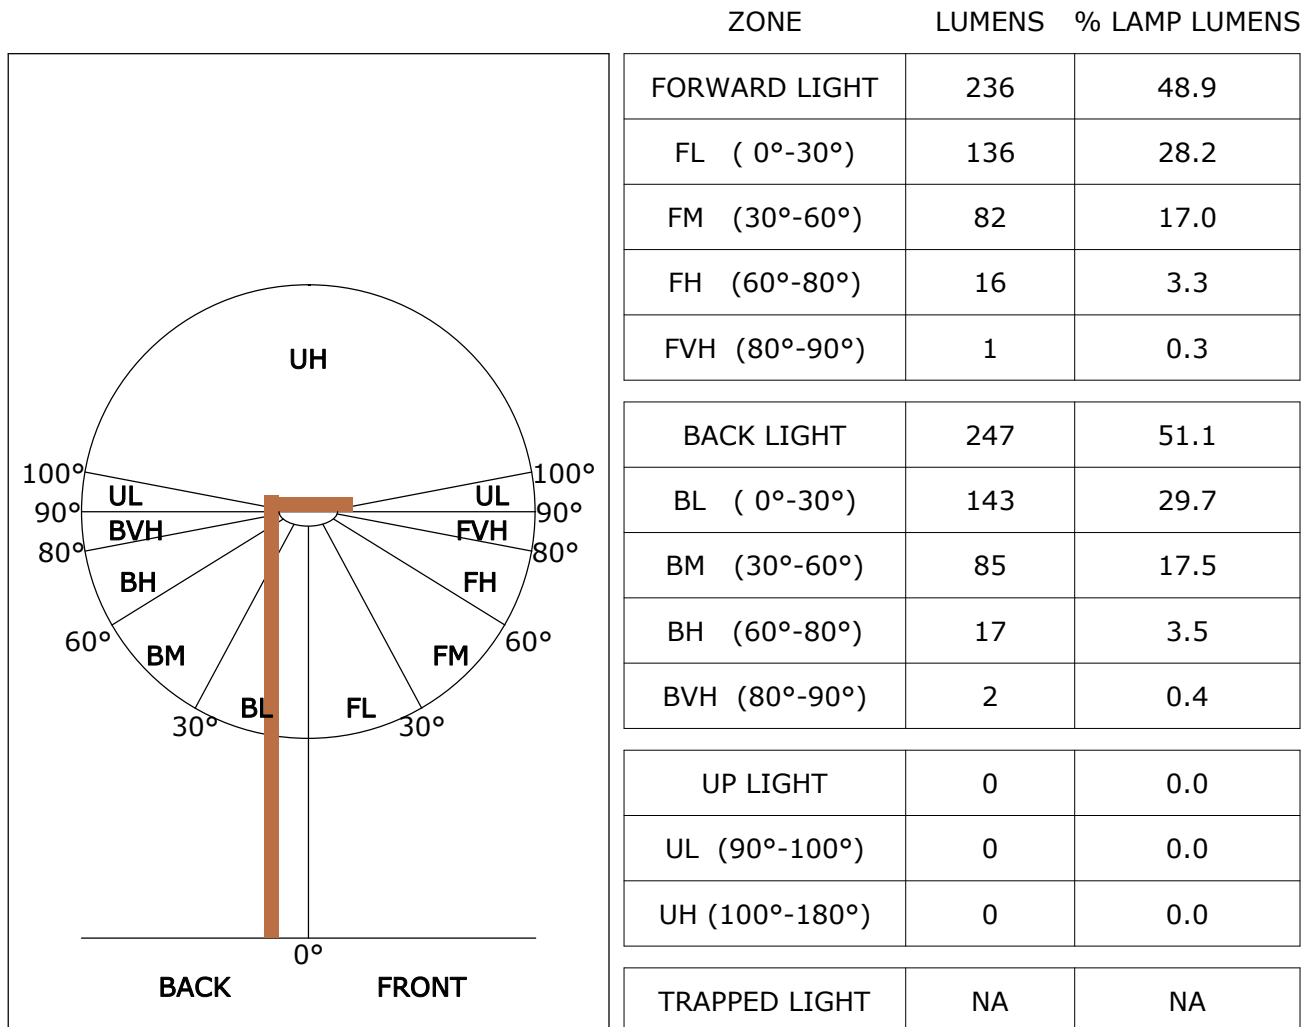 ZONE LUMENS % LAMP LUMENS
FORWARD LIGHT 236 48.9
FL ( 0°-30°) 136 28.2
FM (30°-60°) 82 17.0
FH (60°-80°) 16 3.3
FVH (80°-90°) 1 0.3
BACK LIGHT 247 51.1
BL ( 0°-30°) 143 29.7
BM (30°-60°) 85 17.5
BH (60°-80°) 17 3.5
BVH (80°-90°) 2 0.4
UP LIGHT 0 0.0
UL (90°-100°) 0 0.0
UH (100°-180°) 0 0.0
TRAPPED LIGHT NA NA
UH
100° 100°
UL UL
90° 90°
BVH FVH
80° 80°
BH FH
60° 60°
BM FM
BL FL
30° 30°
0°
BACK FRONT